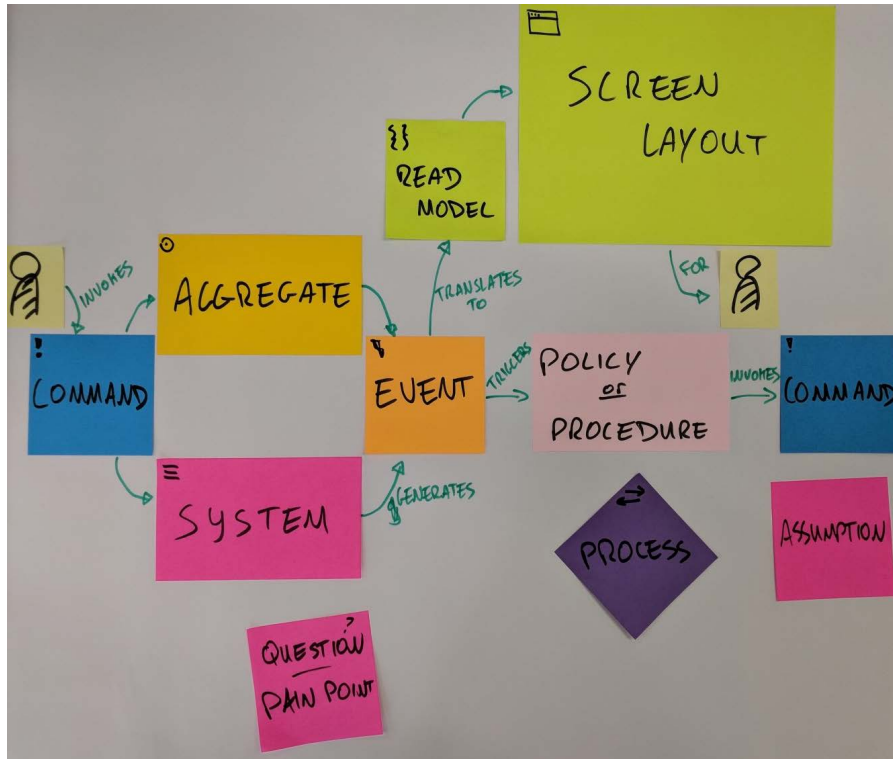 SCREEN
LAYOUT
{}
READ
MODEL
INVOKES
AGGREGATE
TRANSLATES
TO
FOR
!
COMMAND
EVENT
TRIGGERS
POLICY
or
PROCEDURE
INVOKES
!
COMMAND
SYSTEM
GENERATES
PROCESS
ASSUMPTION
?
QUESTION
PAIN POINT